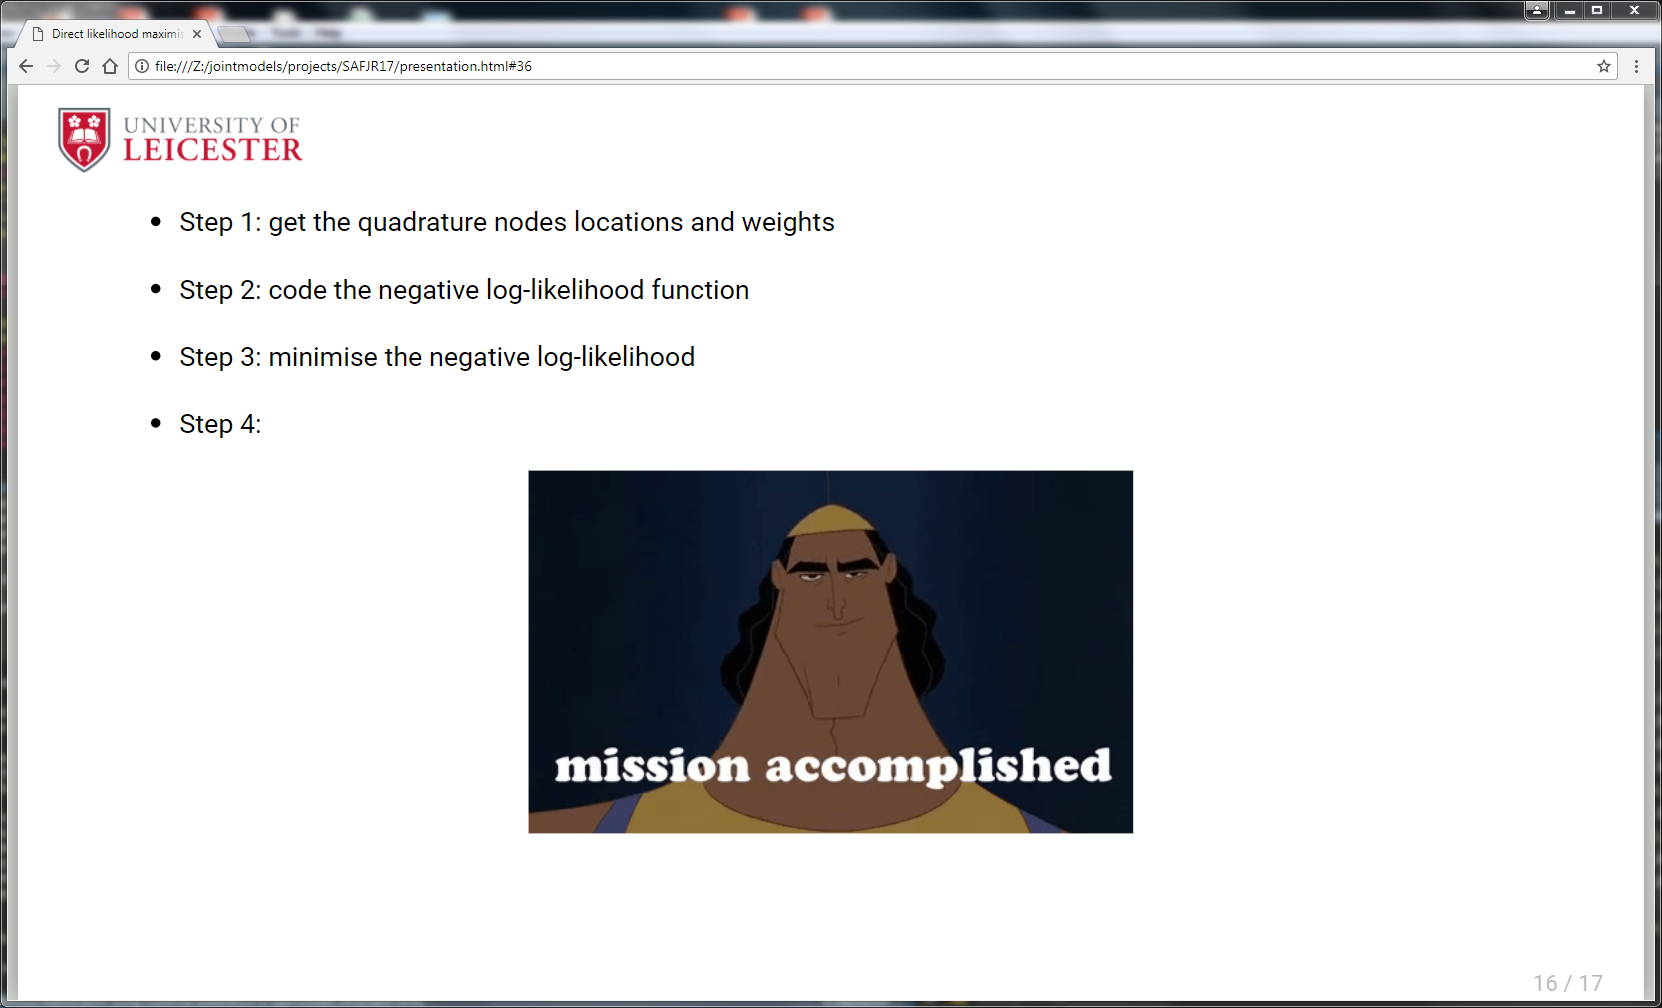 Direct likelihood maximis
file:///Z:/jointmodels/projects/SAFJR17/presentation.html#36
UNIVERSITY OF
LEICESTER
Step 1: get the quadrature nodes locations and weights
Step 2: code the negative log-likelihood function
Step 3: minimise the negative log-likelihood
Step 4:
mission accomplished
16 / 17